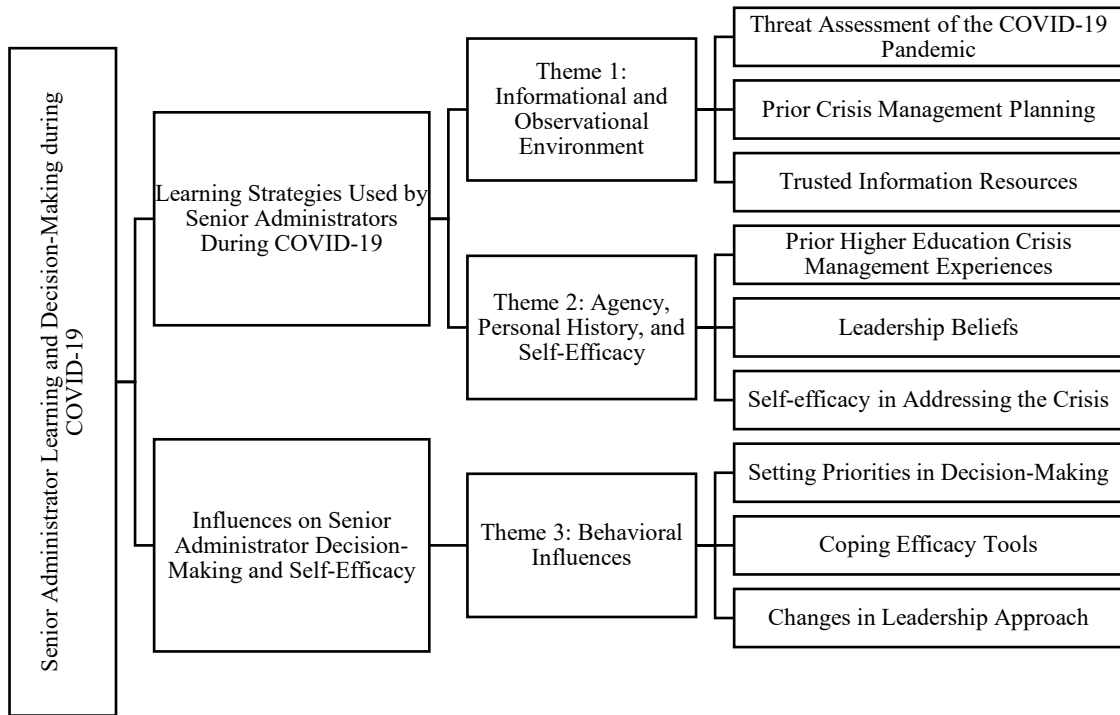 Senior Administrator Learning and Decision-Making during
COVID-19
Learning Strategies Used by
Senior Administrators
During COVID-19
Theme 1:
Informational and
Observational
Environment
Threat Assessment of the COVID-19
Pandemic
Prior Crisis Management Planning
Trusted Information Resources
Theme 2: Agency,
Personal History, and
Self-Efficacy
Prior Higher Education Crisis
Management Experiences
Leadership Beliefs
Self-efficacy in Addressing the Crisis
Influences on Senior
Administrator Decision-
Making and Self-Efficacy
Theme 3: Behavioral
Influences
Setting Priorities in Decision-Making
Coping Efficacy Tools
Changes in Leadership Approach